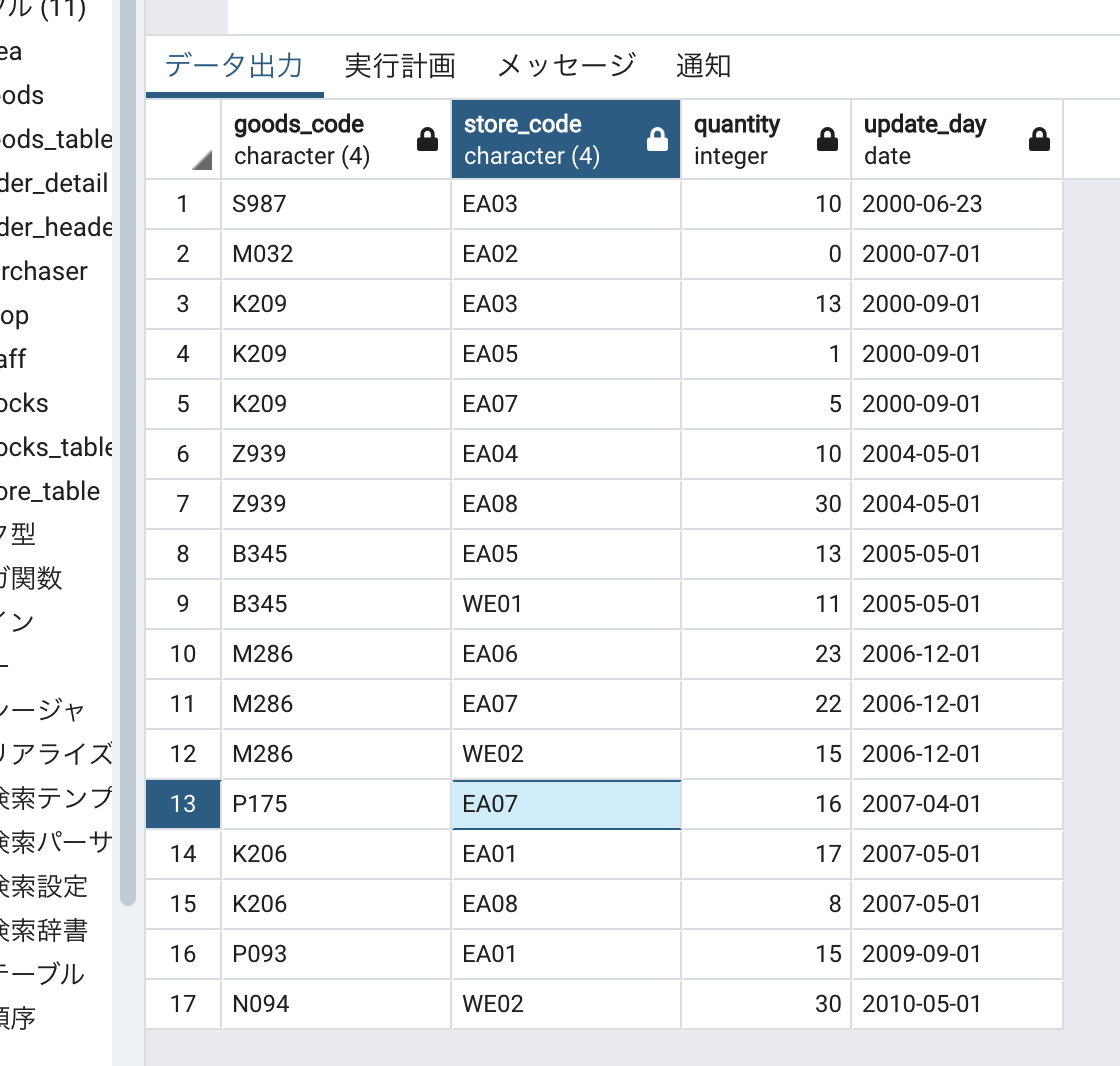 ル (11)
ea
ods
ods_table
der_detail
der_heade
rchaser
op
aff
ocks
ocks_table
ore_table
タ型
ガ関数
イン
ー
レージャ
リアライズ
検索テンプ
検索パーサ
検索設定
検索辞書
テーブル
順序
データ出力 実行計画 メッセージ 通知
goods_code store_code quantity update_day
character (4) character (4) integer date
1 S987 EA03 10 2000-06-23
2 M032 EA02 0 2000-07-01
3 K209 EA03 13 2000-09-01
4 K209 EA05 1 2000-09-01
5 K209 EA07 5 2000-09-01
6 Z939 EA04 10 2004-05-01
7 Z939 EA08 30 2004-05-01
8 B345 EA05 13 2005-05-01
9 B345 WE01 11 2005-05-01
10 M286 EA06 23 2006-12-01
11 M286 EA07 22 2006-12-01
12 M286 WE02 15 2006-12-01
13 P175 EA07 16 2007-04-01
14 K206 EA01 17 2007-05-01
15 K206 EA08 8 2007-05-01
16 P093 EA01 15 2009-09-01
17 N094 WE02 30 2010-05-01